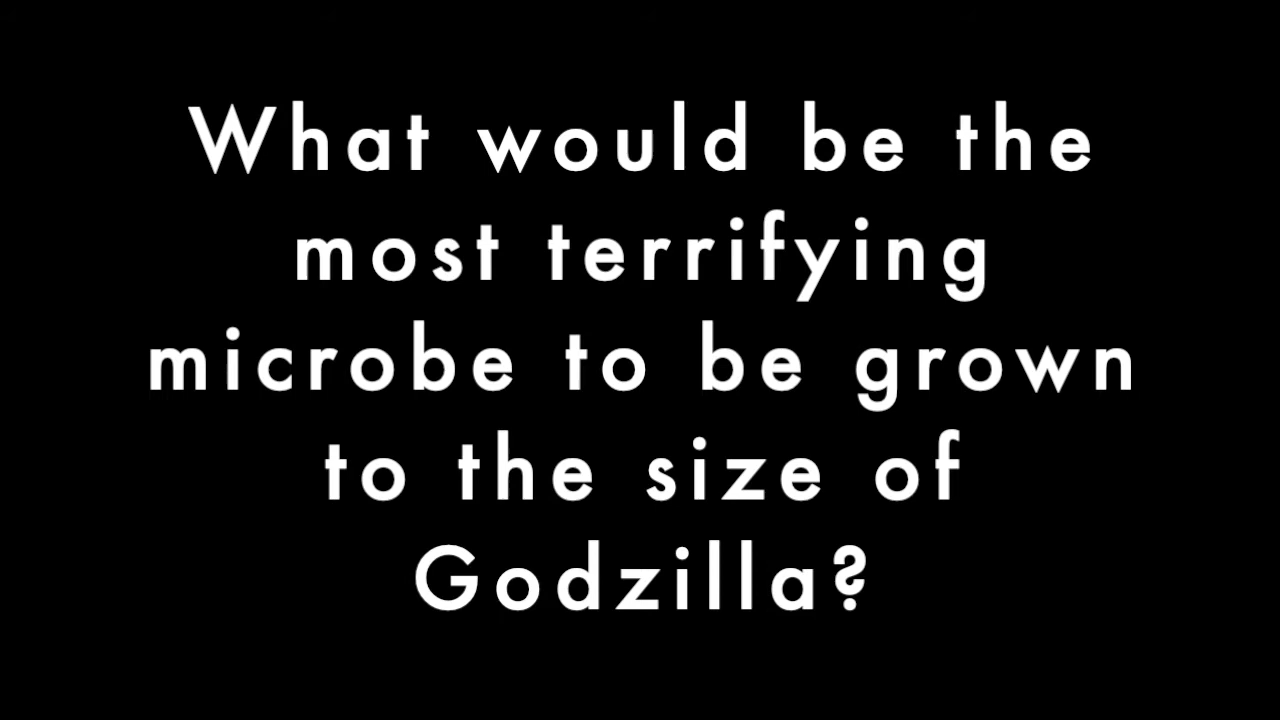 What would be the
most terrifying
microbe to be grown
to the size of
Godzilla?